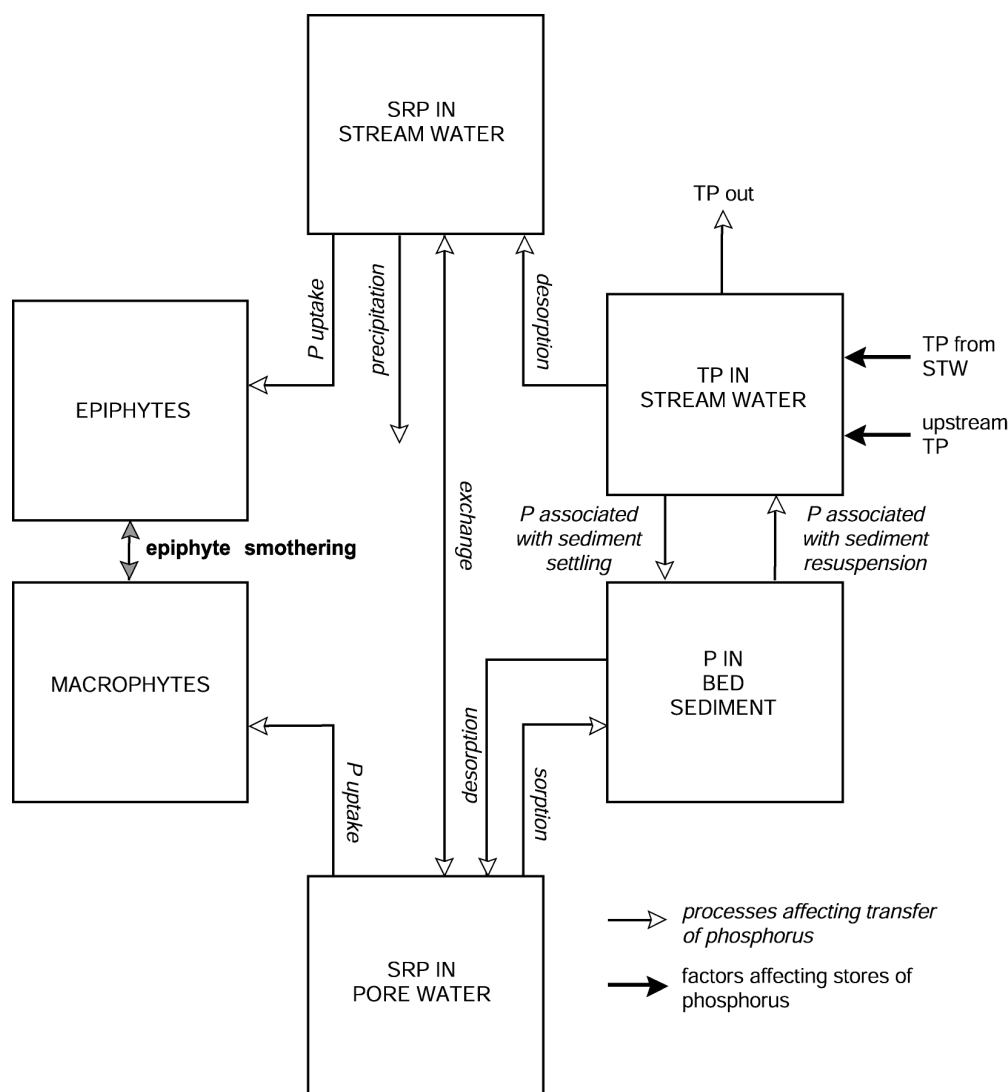 SRP IN
STREAM WATER
TP out
P uptake
precipitation
desorption
TP IN
STREAM WATER
TP from
STW
upstream
TP
EPIPHYTES
exchange
P associated
with sediment
settling
P associated
with sediment
resuspension
epiphyte smothering
MACROPHYTES
P IN
BED
SEDIMENT
P uptake
desorption
sorption
SRP IN
PORE WATER
processes affecting transfer
of phosphorus
factors affecting stores of
phosphorus